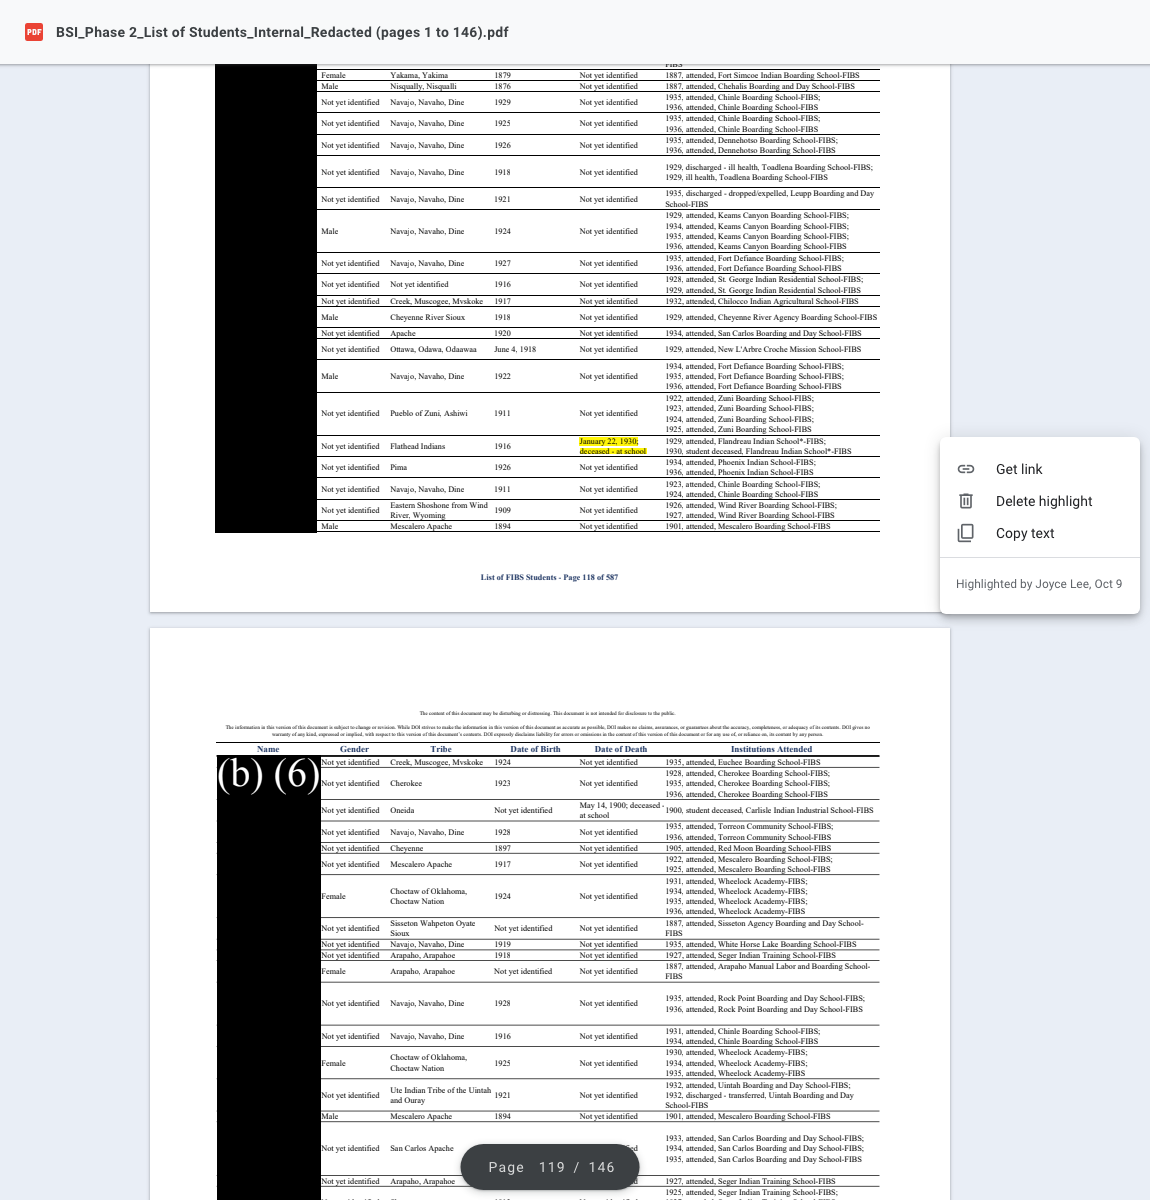 PDF BSI_Phase 2_List of Students_Internal_Redacted (pages 1 to 146).pdf
FIBS
Female Yakama, Yakima 1879 Not yet identified 1887, attended, Fort Simcoe Indian Boarding School-FIBS
Male Nisqually, Nisqualli 1876 Not yet identified 1887, attended, Chehalis Boarding and Day School-FIBS
Not yet identified Navajo, Navaho, Dine 1929 Not yet identified 1935, attended, Chinle Boarding School-FIBS;
1936, attended, Chinle Boarding School-FIBS
Not yet identified Navajo, Navaho, Dine 1925 Not yet identified 1935, attended, Chinle Boarding School-FIBS;
1936, attended, Chinle Boarding School-FIBS
Not yet identified Navajo, Navaho, Dine 1926 Not yet identified 1935, attended, Dennehotso Boarding School-FIBS;
1936, attended, Dennehotso Boarding School-FIBS
Not yet identified Navajo, Navaho, Dine 1918 Not yet identified 1929, discharged - ill health, Toadlena Boarding School-FIBS;
1929, ill health, Toadlena Boarding School-FIBS
Not yet identified Navajo, Navaho, Dine 1921 Not yet identified 1935, discharged - dropped/expelled, Leupp Boarding and Day
School-FIBS
Male Navajo, Navaho, Dine 1924 Not yet identified 1929, attended, Keams Canyon Boarding School-FIBS;
1934, attended, Keams Canyon Boarding School-FIBS;
1935, attended, Keams Canyon Boarding School-FIBS;
1936, attended, Keams Canyon Boarding School-FIBS
Not yet identified Navajo, Navaho, Dine 1927 Not yet identified 1935, attended, Fort Defiance Boarding School-FIBS;
1936, attended, Fort Defiance Boarding School-FIBS
Not yet identified Not yet identified 1916 Not yet identified 1928, attended, St. George Indian Residential School-FIBS;
1929, attended, St. George Indian Residential School-FIBS
Not yet identified Creek, Muscogee, Mvskoke 1917 Not yet identified 1932, attended, Chilocco Indian Agricultural School-FIBS
Male Cheyenne River Sioux 1918 Not yet identified 1929, attended, Cheyenne River Agency Boarding School-FIBS
Not yet identified Apache 1920 Not yet identified 1934, attended, San Carlos Boarding and Day School-FIBS
Not yet identified Ottawa, Odawa, Odaawaa June 4, 1918 Not yet identified 1929, attended, New L'Arbre Croche Mission School-FIBS
Male Navajo, Navaho, Dine 1922 Not yet identified 1934, attended, Fort Defiance Boarding School-FIBS;
1935, attended, Fort Defiance Boarding School-FIBS;
1936, attended, Fort Defiance Boarding School-FIBS
Not yet identified Pueblo of Zuni, Ashiwi 1911 Not yet identified 1922, attended, Zuni Boarding School-FIBS;
1923, attended, Zuni Boarding School-FIBS;
1924, attended, Zuni Boarding School-FIBS;
1925, attended, Zuni Boarding School-FIBS
Not yet identified Flathead Indians 1916 January 22, 1930; 1929, attended, Flandreau Indian School*-FIBS;
deceased - at school 1930, student deceased, Flandreau Indian School*-FIBS
Not yet identified Pima 1926 Not yet identified 1934, attended, Phoenix Indian School-FIBS;
1936, attended, Phoenix Indian School-FIBS
Not yet identified Navajo, Navaho, Dine 1911 Not yet identified 1923, attended, Chinle Boarding School-FIBS;
1924, attended, Chinle Boarding School-FIBS
Not yet identified Eastern Shoshone from Wind 1909 Not yet identified 1926, attended, Wind River Boarding School-FIBS;
River, Wyoming 1927, attended, Wind River Boarding School-FIBS
Male Mescalero Apache 1894 Not yet identified 1901, attended, Mescalero Boarding School-FIBS
List of FIBS Students - Page 118 of 587
Get link
Delete highlight
Copy text
Highlighted by Joyce Lee, Oct 9
The content of this document may be disturbing or distressing. This document is not intended for disclosure to the public.
The information in this version of this document is subject to change or revision. While DOI strives to make the information in this version of this document as accurate as possible, DOI makes no claims, assurances, or guarantees about the accuracy, completeness, or adequacy of its contents. DOI gives no
warranty of any kind, expressed or implied, with respect to this version of this document's contents. DOI expressly disclaims liability for errors or omissions in the content of this version of this document or for any use of, or reliance on, its content by any person.
Name Gender Tribe Date of Birth Date of Death Institutions Attended
(b) (6)
Not yet identified Creek, Muscogee, Mvskoke 1924 Not yet identified 1935, attended, Euchee Boarding School-FIBS
Not yet identified Cherokee 1923 Not yet identified 1928, attended, Cherokee Boarding School-FIBS;
1935, attended, Cherokee Boarding School-FIBS;
1936, attended, Cherokee Boarding School-FIBS
Not yet identified Oneida Not yet identified May 14, 1900; deceased - 1900, student deceased, Carlisle Indian Industrial School-FIBS
at school
Not yet identified Navajo, Navaho, Dine 1928 Not yet identified 1935, attended, Torreon Community School-FIBS;
1936, attended, Torreon Community School-FIBS
Not yet identified Cheyenne 1897 Not yet identified 1905, attended, Red Moon Boarding School-FIBS
Not yet identified Mescalero Apache 1917 Not yet identified 1922, attended, Mescalero Boarding School-FIBS;
1925, attended, Mescalero Boarding School-FIBS
Female Choctaw of Oklahoma, Choctaw Nation 1924 Not yet identified 1931, attended, Wheelock Academy-FIBS;
1934, attended, Wheelock Academy-FIBS;
1935, attended, Wheelock Academy-FIBS;
1936, attended, Wheelock Academy-FIBS
Not yet identified Sisseton Wahpeton Oyate Not yet identified Not yet identified 1887, attended, Sisseton Agency Boarding and Day School-
Sioux FIBS
Not yet identified Navajo, Navaho, Dine 1919 Not yet identified 1935, attended, White Horse Lake Boarding School-FIBS
Not yet identified Arapaho, Arapahoe 1918 Not yet identified 1927, attended, Seger Indian Training School-FIBS
Female Arapaho, Arapahoe Not yet identified Not yet identified 1887, attended, Arapaho Manual Labor and Boarding School-
FIBS
Not yet identified Navajo, Navaho, Dine 1928 Not yet identified 1935, attended, Rock Point Boarding and Day School-FIBS;
1936, attended, Rock Point Boarding and Day School-FIBS
Not yet identified Navajo, Navaho, Dine 1916 Not yet identified 1931, attended, Chinle Boarding School-FIBS;
1934, attended, Chinle Boarding School-FIBS
Female Choctaw of Oklahoma, Choctaw Nation 1925 Not yet identified 1930, attended, Wheelock Academy-FIBS;
1934, attended, Wheelock Academy-FIBS;
1935, attended, Wheelock Academy-FIBS
Not yet identified Ute Indian Tribe of the Uintah and Ouray 1921 Not yet identified 1932, attended, Uintah Boarding and Day School-FIBS;
1932, discharged - transferred, Uintah Boarding and Day
School-FIBS
Male Mescalero Apache 1894 Not yet identified 1901, attended, Mescalero Boarding School-FIBS
Not yet identified San Carlos Apache 1933, attended, San Carlos Boarding and Day School-FIBS;
1934, attended, San Carlos Boarding and Day School-FIBS;
1935, attended, San Carlos Boarding and Day School-FIBS
Page 119 / 146
Not yet identified Arapaho, Arapahoe 1927, attended, Seger Indian Training School-FIBS
1925, attended, Seger Indian Training School-FIBS;